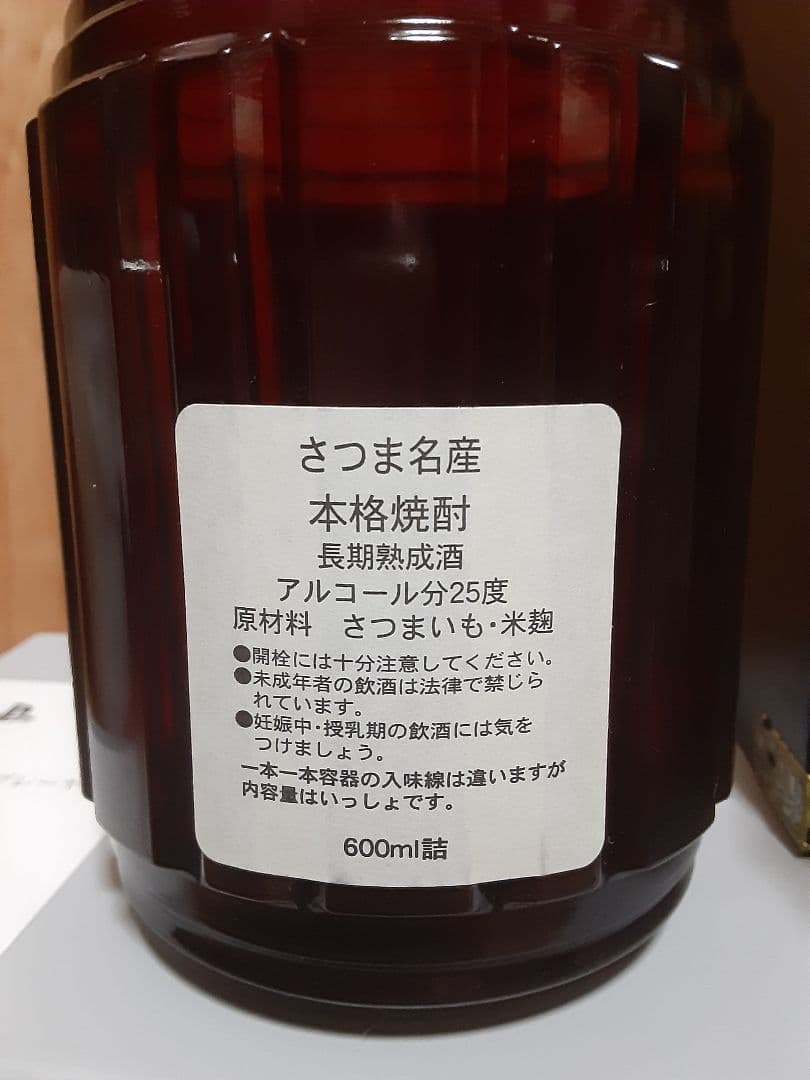 さつま名産
本格焼酎
長期熟成酒
アルコール分25度
原材料　さつまいも・米麹
●開栓には十分注意してください。
●未成年者の飲酒は法律で禁じら
れています。
●妊娠中・授乳期の飲酒には気を
つけましょう。
一本一本容器の入味線は違いますが
内容量はいっしょです。
600ml詰